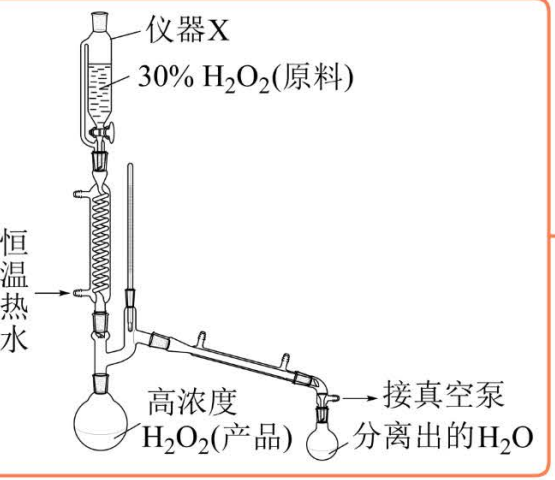 仪器X
30% H₂O₂(原料)
恒
温
热
水
接真空泵
高浓度
H₂O₂(产品)
分离出的H₂O